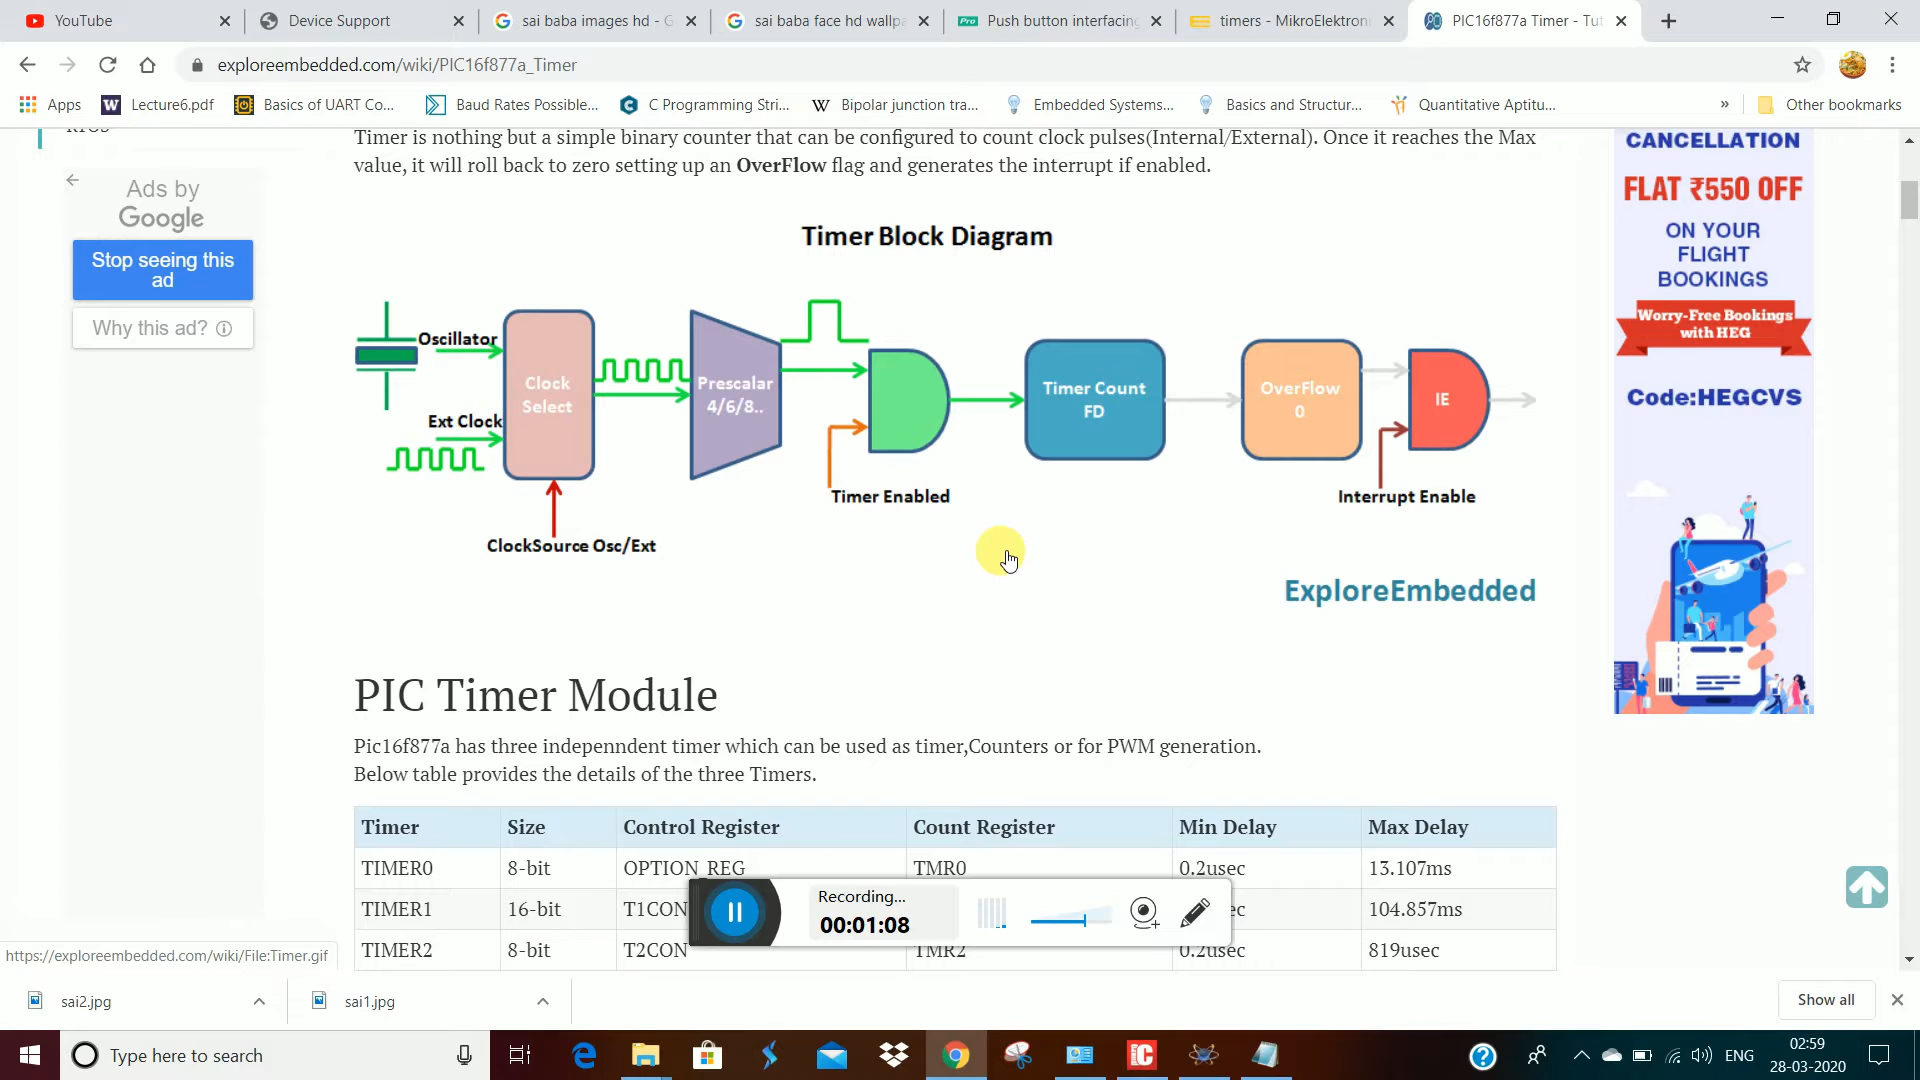 YouTube
Device Support
sai baba images hd - G
sai baba face hd wallpa
Push button interfacing
timers - MikroElektroni
PIC16f877a Timer - Tut
exploreembedded.com/wiki/PIC16f877a_Timer
Apps
Lecture6.pdf
Basics of UART Co...
Baud Rates Possible...
C Programming Stri...
Bipolar junction tra...
Embedded Systems...
Basics and Structur...
Quantitative Aptitu...
»
Other bookmarks
RTOS
Timer is nothing but a simple binary counter that can be configured to count clock pulses(Internal/External). Once it reaches the Max
value, it will roll back to zero setting up an OverFlow flag and generates the interrupt if enabled.
Ads by
Google
Stop seeing this
ad
Why this ad?
Timer Block Diagram
Oscillator
Ext Clock
Clock
Select
ClockSource Osc/Ext
Prescalar
4/6/8..
Timer Enabled
Timer Count
FD
OverFlow
0
IE
Interrupt Enable
ExploreEmbedded
CANCELLATION
FLAT ₹550 OFF
ON YOUR
FLIGHT
BOOKINGS
Worry-Free Bookings
with HEG
Code:HEGCVS
PIC Timer Module
Pic16f877a has three indepenndent timer which can be used as timer,Counters or for PWM generation.
Below table provides the details of the three Timers.
Timer Size Control Register Count Register Min Delay Max Delay
TIMER0 8-bit OPTION_REG TMR0 0.2usec 13.107ms
TIMER1 16-bit T1CON ec 104.857ms
TIMER2 8-bit T2CON TMR2 0.2usec 819usec
Recording...
00:01:08
https://exploreembedded.com/wiki/File:Timer.gif
sai2.jpg
sai1.jpg
Show all
Type here to search
ENG
02:59
28-03-2020